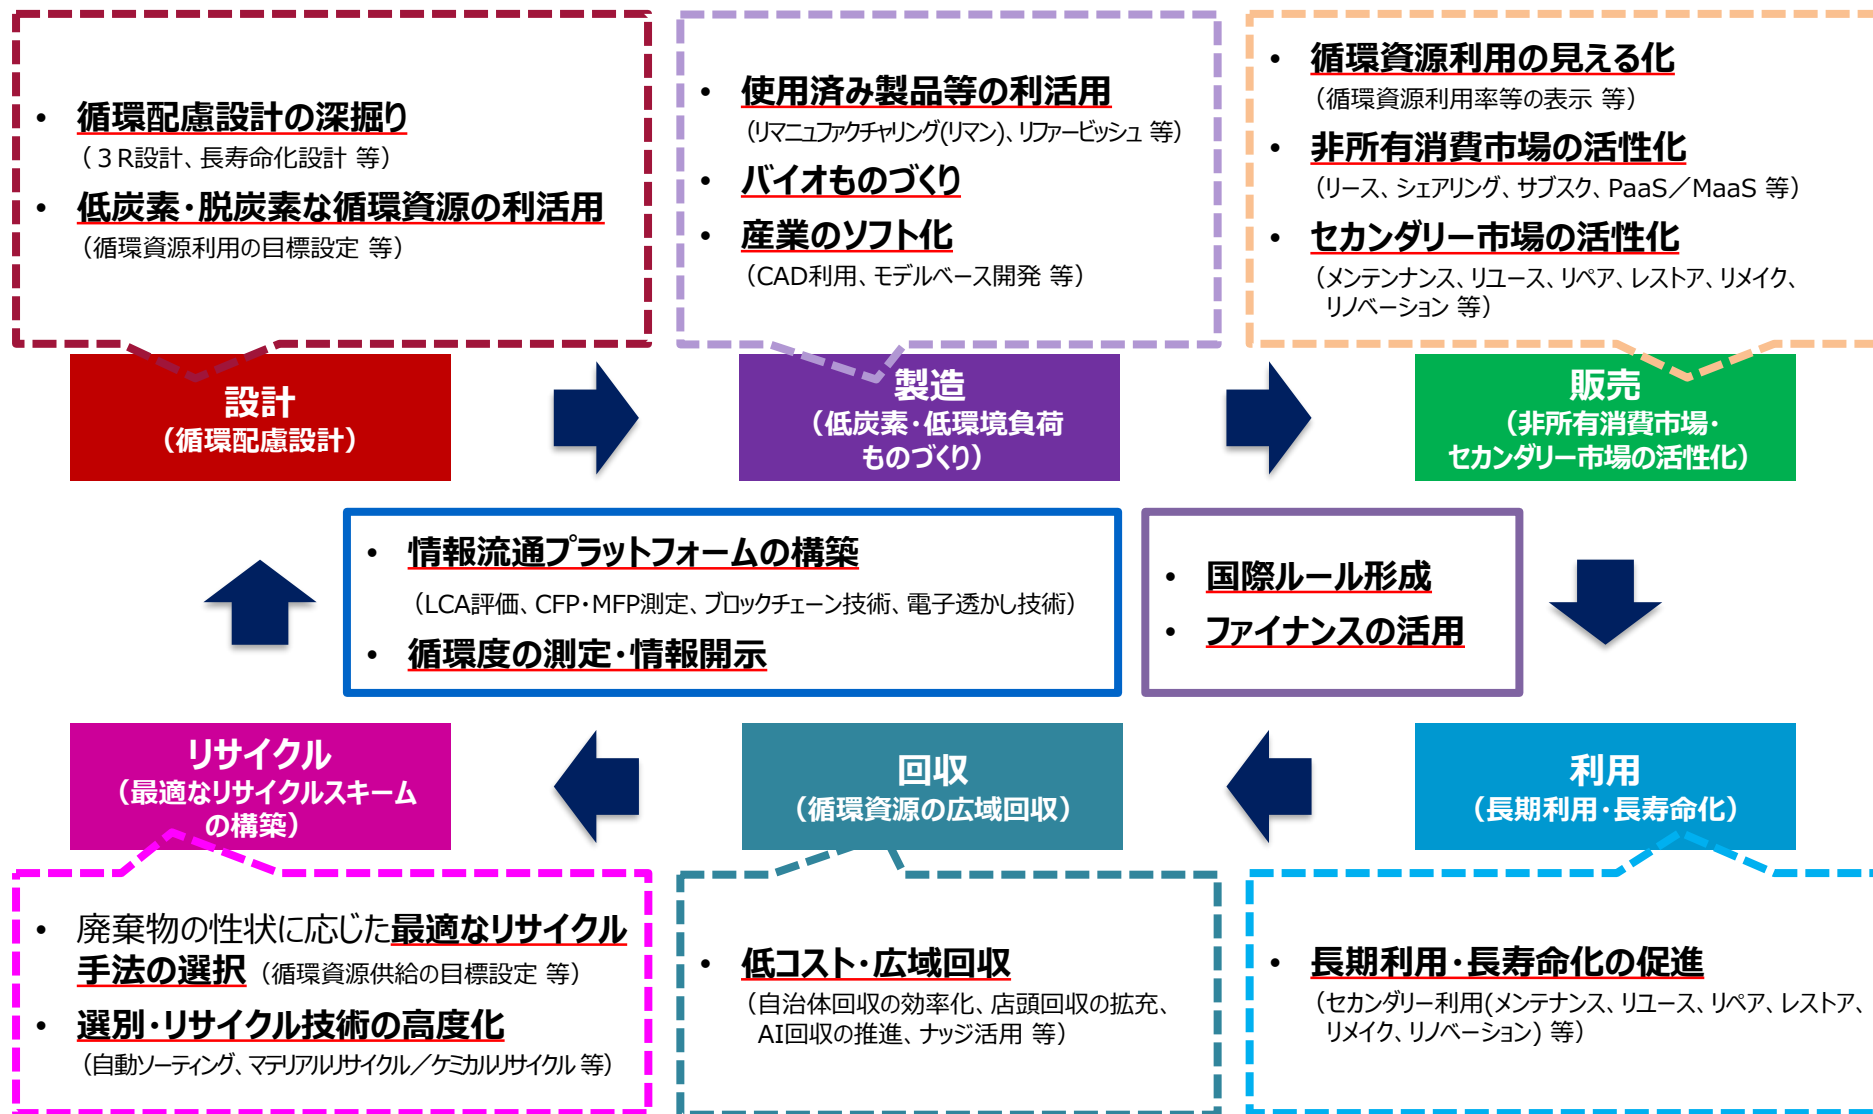 • 循環配慮設計の深掘り
（３R設計、長寿命化設計 等）
• 低炭素・脱炭素な循環資源の利活用
（循環資源利用の目標設定 等）
• 使用済み製品等の利活用
（リマニュファクチャリング(リマン)、リファービッシュ 等）
• バイオものづくり
• 産業のソフト化
（CAD利用、モデルベース開発 等）
• 循環資源利用の見える化
（循環資源利用率等の表示 等）
• 非所有消費市場の活性化
（リース、シェアリング、サブスク、PaaS／MaaS 等）
• セカンダリー市場の活性化
（メンテンナンス、リユース、リペア、レストア、リメイク、
リノベーション 等）
設計
（循環配慮設計）
製造
（低炭素・低環境負荷
ものづくり）
販売
（非所有消費市場・
セカンダリー市場の活性化）
• 情報流通プラットフォームの構築
（LCA評価、CFP・MFP測定、ブロックチェーン技術、電子透かし技術）
• 循環度の測定・情報開示
• 国際ルール形成
• ファイナンスの活用
リサイクル
（最適なリサイクルスキーム
の構築）
回収
（循環資源の広域回収）
利用
（長期利用・長寿命化）
• 廃棄物の性状に応じた最適なリサイクル
手法の選択（循環資源供給の目標設定 等）
• 選別・リサイクル技術の高度化
（自動ソーティング、マテリアルリサイクル／ケミカルリサイクル 等）
• 低コスト・広域回収
（自治体回収の効率化、店頭回収の拡充、
AI回収の推進、ナッジ活用 等）
• 長期利用・長寿命化の促進
（セカンダリー利用(メンテナンス、リユース、リペア、レストア、
リメイク、リノベーション) 等）